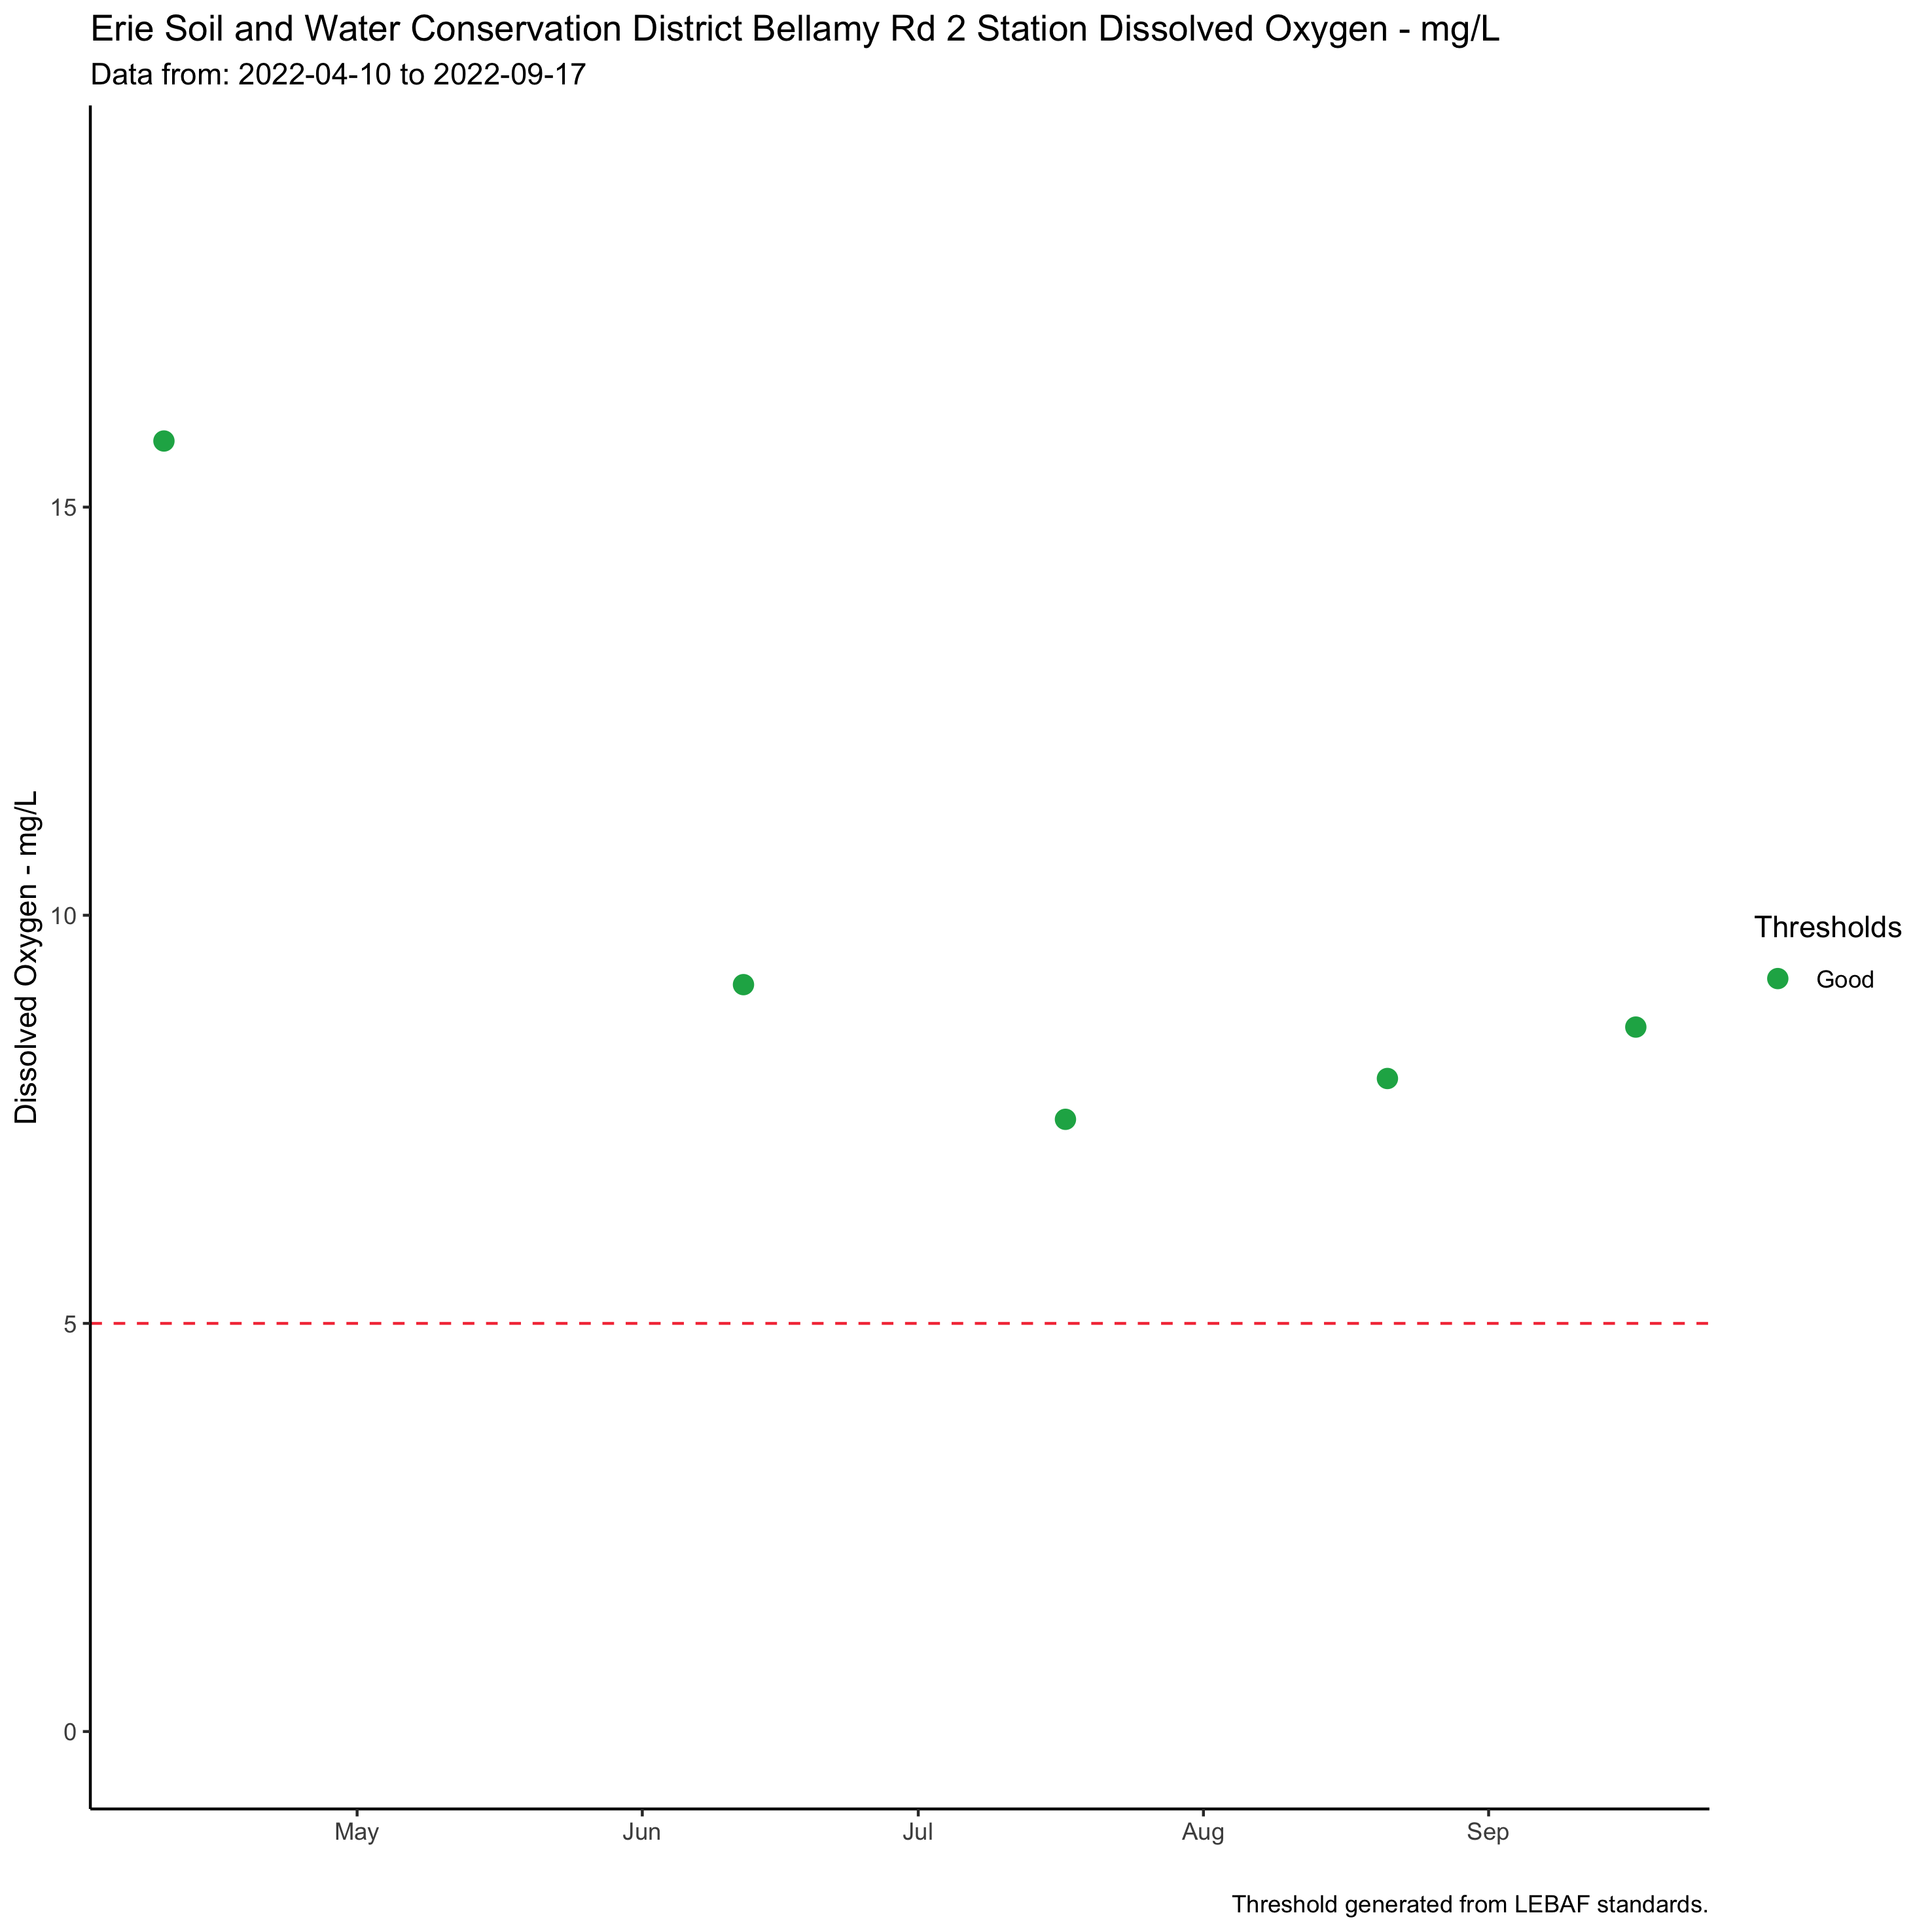 Erie Soil and Water Conservation District Bellamy Rd 2 Station Dissolved Oxygen - mg/L
Data from: 2022-04-10 to 2022-09-17
Dissolved Oxygen - mg/L
15
10
5
0
May
Jun
Jul
Aug
Sep
Thresholds
Good
Threshold generated from LEBAF standards.